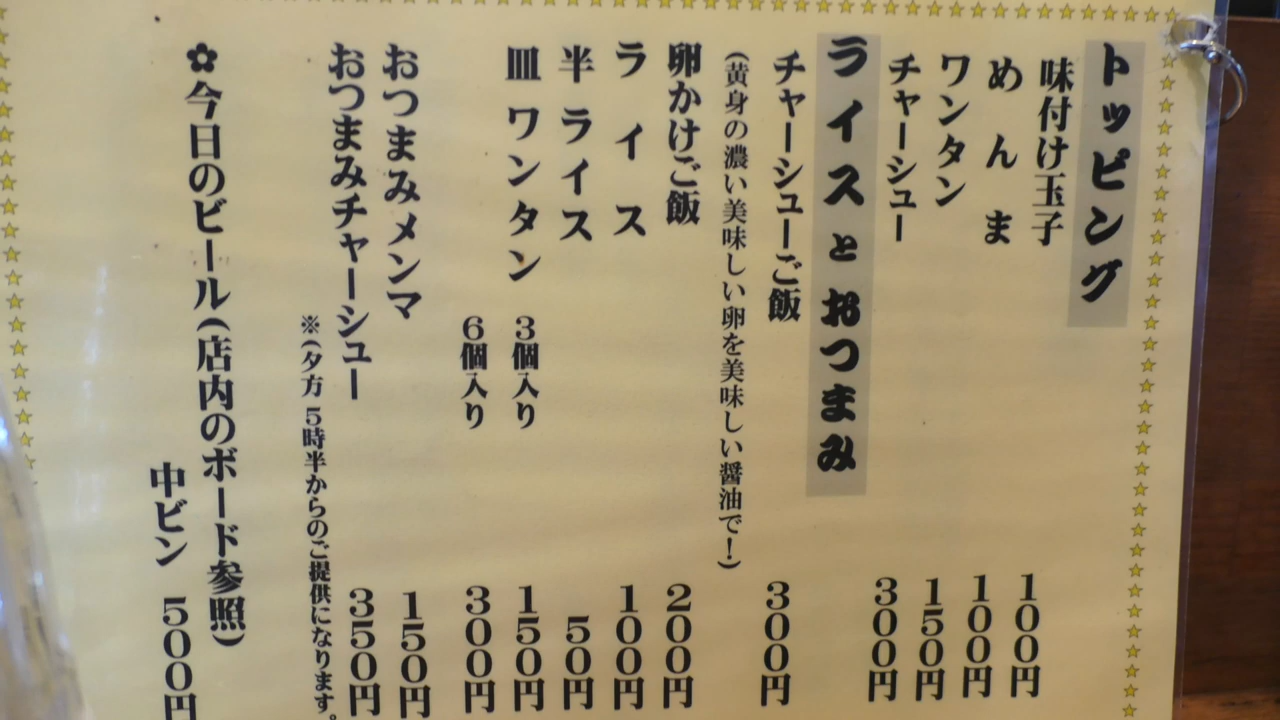 トッピング
味付け玉子 100円
めんま 100円
ワンタン 150円
チャーシュー 300円
ライスとおつまみ
チャーシューご飯 300円
(黄身の濃い美味しい卵を美味しい醤油で!)
卵かけご飯 200円
ライス 100円
半ライス 50円
皿ワンタン 3個入り 150円
6個入り 300円
おつまみメンマ 150円
おつまみチャーシュー 350円
※(夕方5時半からのご提供になります。
✿今日のビール(店内のボード参照)
中ビン 500円